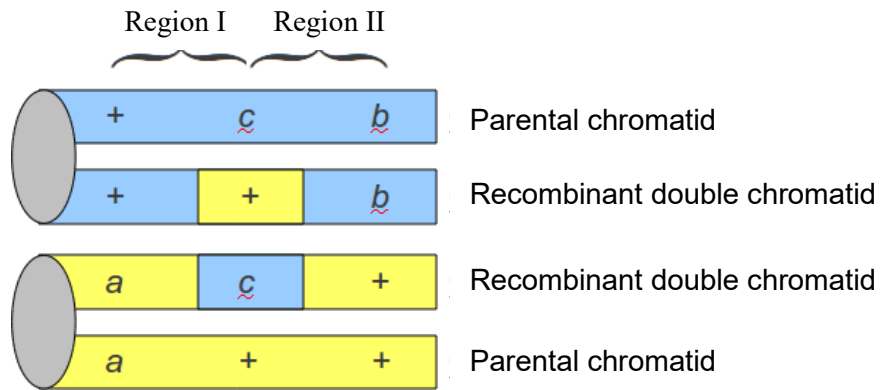 Region I Region II
+ c b Parental chromatid
+ + b Recombinant double chromatid
a c + Recombinant double chromatid
a + + Parental chromatid